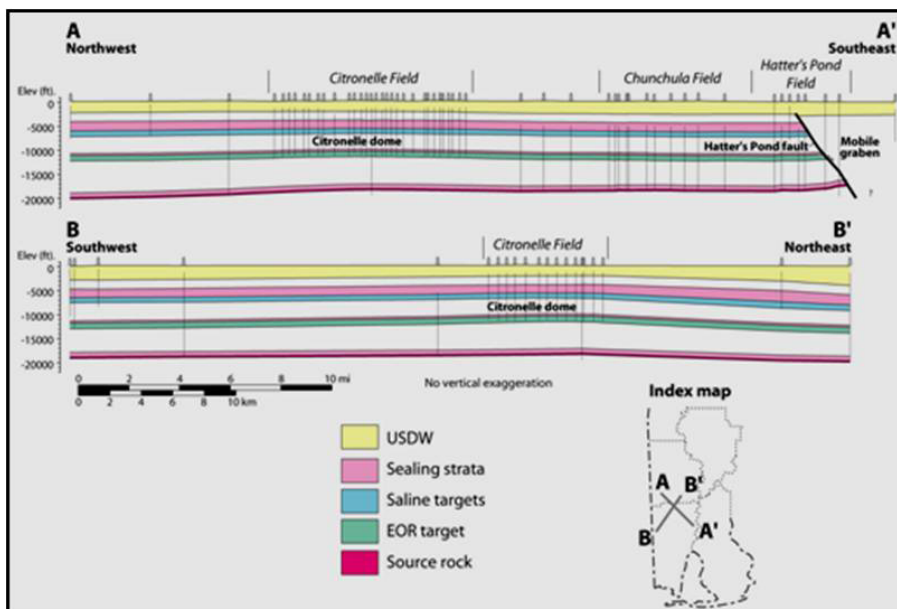 A
Northwest
A'
Southeast
Citronelle Field
Chunchula Field
Hatter's Pond
Field
Elev (ft.)
0
-5000
-10000
-15000
-20000
Citronelle dome
Hatter's Pond fault
Mobile
graben
?
B
Southwest
B'
Northeast
Citronelle Field
Elev (ft.)
0
-5000
-10000
-15000
-20000
Citronelle dome
0 2 4 6 8 10 mi
0 2 4 6 8 10 km
No vertical exaggeration
USDW
Sealing strata
Saline targets
EOR target
Source rock
Index map
A
B'
B
A'